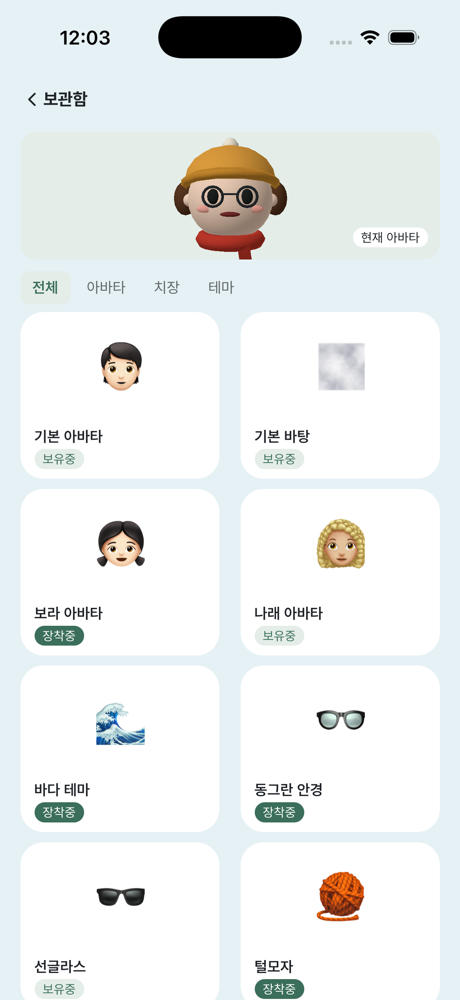 12:03
보관함
현재 아바타
전체 아바타 치장 테마
기본 아바타
보유중
기본 바탕
보유중
보라 아바타
장착중
나래 아바타
보유중
바다 테마
장착중
동그란 안경
장착중
선글라스
보유중
털모자
장착중